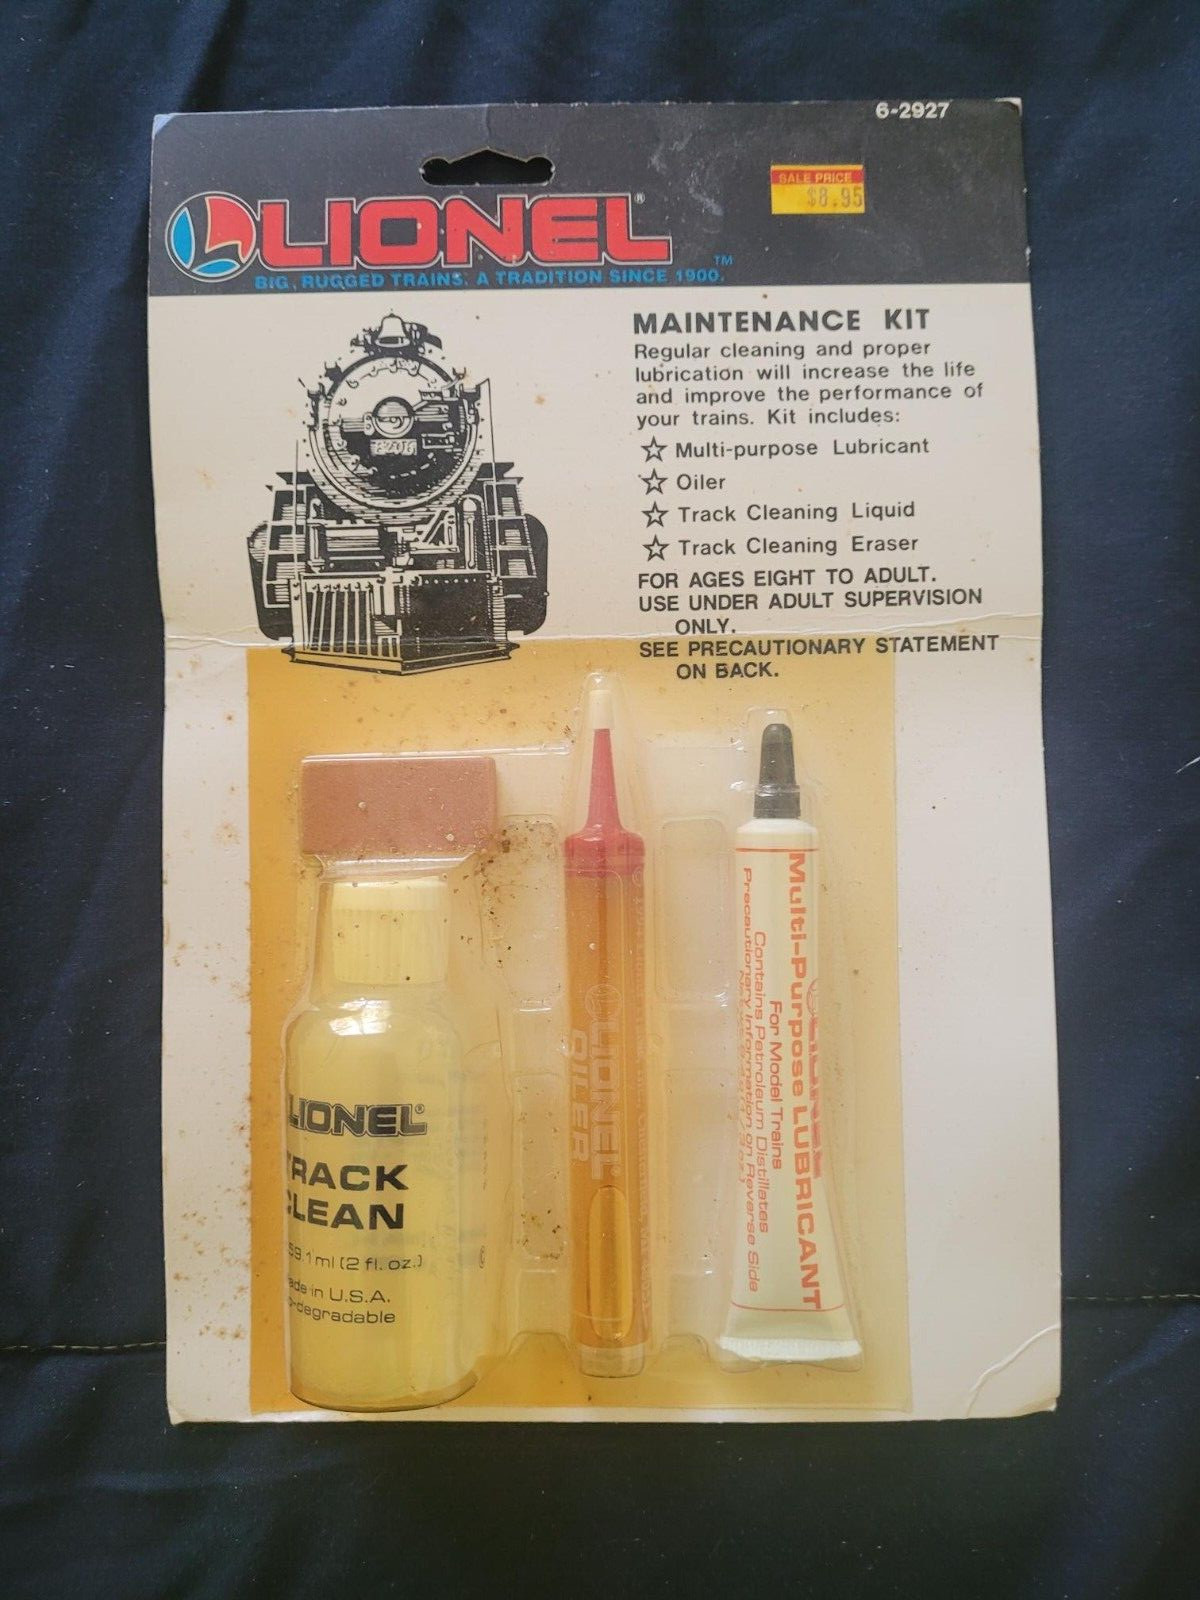 6-2927
SALE PRICE
$8.95
LIONEL®
BIG, RUGGED TRAINS. A TRADITION SINCE 1900.™
MAINTENANCE KIT
Regular cleaning and proper
lubrication will increase the life
and improve the performance of
your trains. Kit includes:
☆ Multi-purpose Lubricant
☆ Oiler
☆ Track Cleaning Liquid
☆ Track Cleaning Eraser
FOR AGES EIGHT TO ADULT.
USE UNDER ADULT SUPERVISION
ONLY.
SEE PRECAUTIONARY STATEMENT
ON BACK.
LIONEL®
TRACK
CLEAN
59.1 ml (2 fl. oz.)
ade in U.S.A.
o-degradable
LIONEL®
OILER
LIONEL
Multi-Purpose LUBRICANT
For Model Trains
Contains Petroleum Distillates
Precautionary Information on Reverse Side